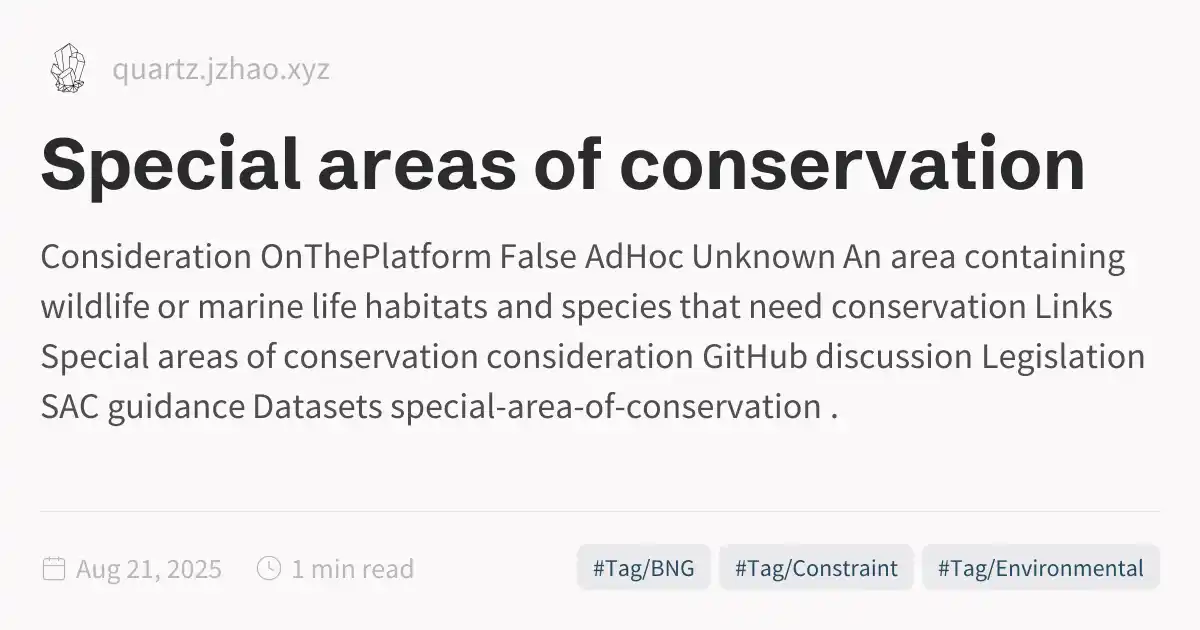 quartz.jzhao.xyz
Special areas of conservation
Consideration OnThePlatform False AdHoc Unknown An area containing
wildlife or marine life habitats and species that need conservation Links
Special areas of conservation consideration GitHub discussion Legislation
SAC guidance Datasets special-area-of-conservation .
Aug 21, 2025 1 min read #Tag/BNG #Tag/Constraint #Tag/Environmental